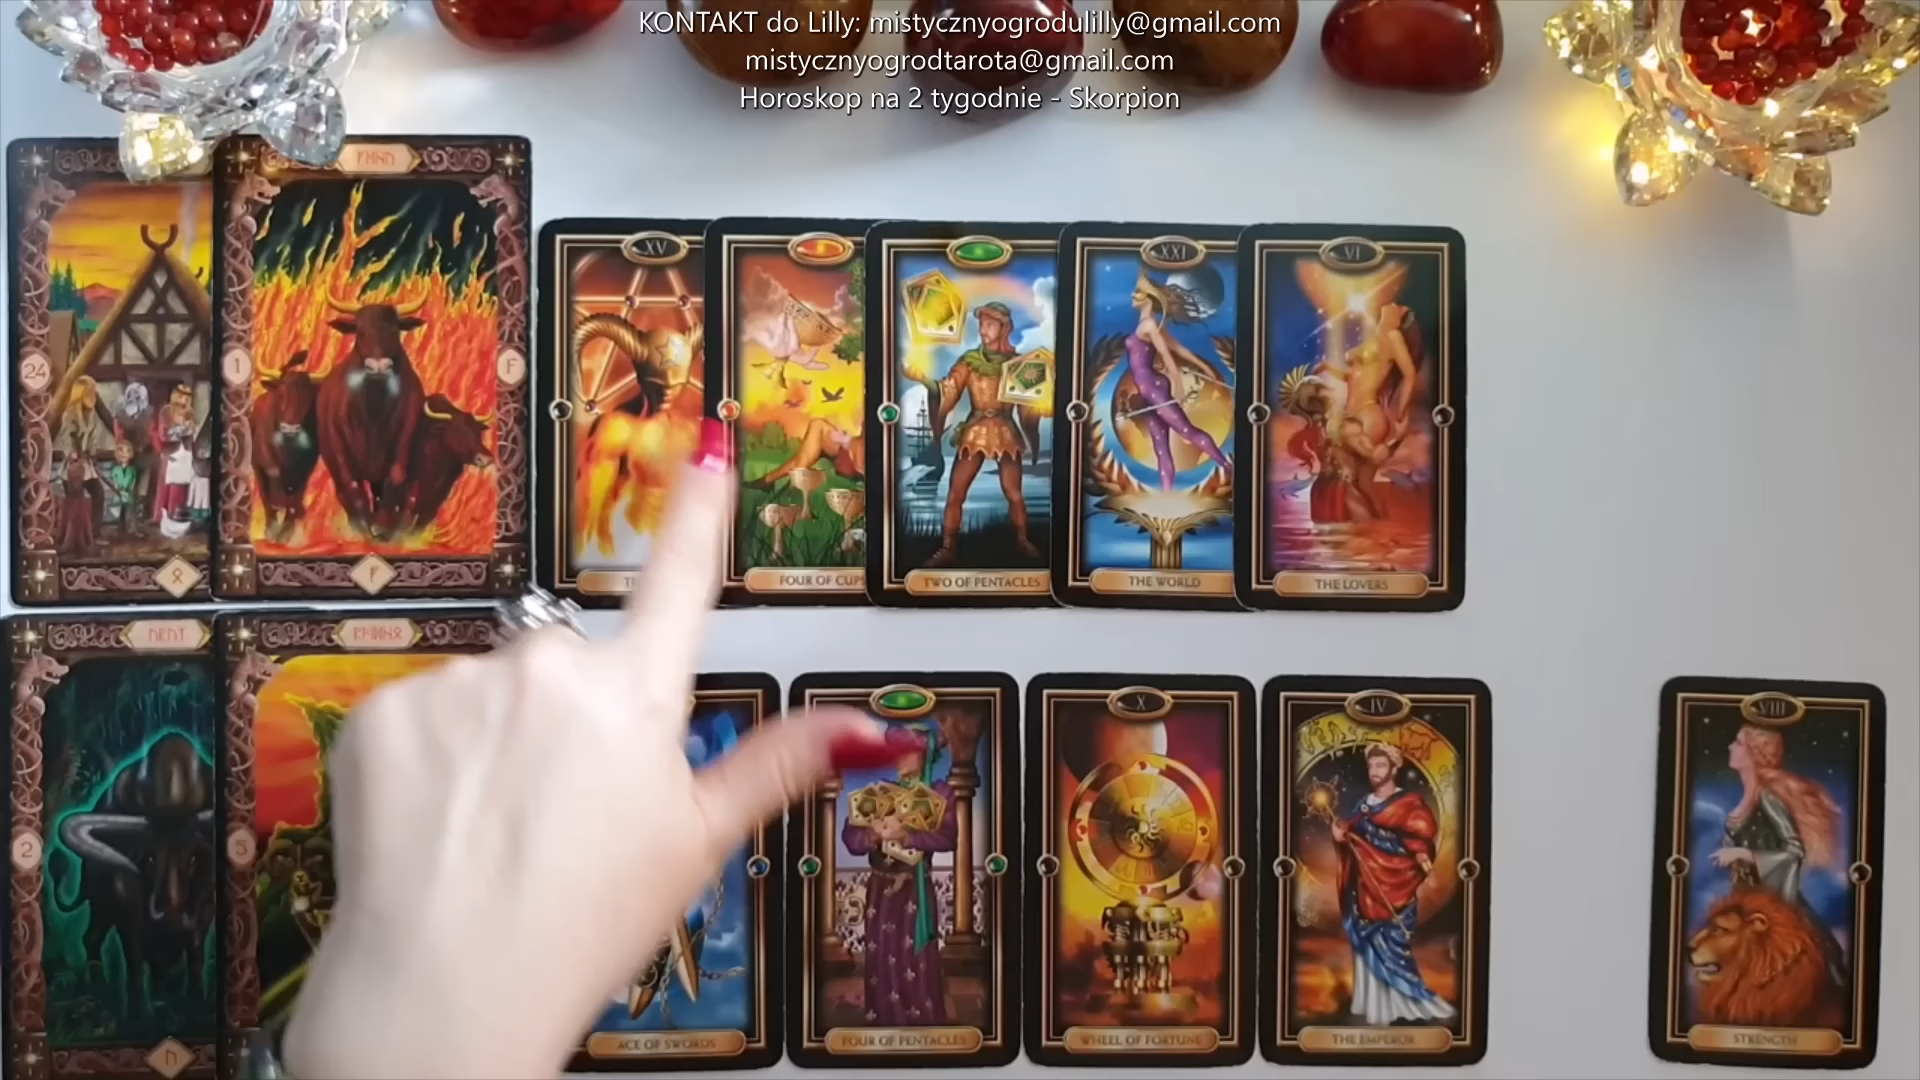 KONTAKT do Lilly: mistycznyogrodulilly@gmail.com
mistycznyogrodtarota@gmail.com
Horoskop na 2 tygodnie - Skorpion
ᚠᛖᚺᚢ
24
1
F
ᛟ
ᚠ
XV
XXI
VI
FOUR OF CUPS
TWO OF PENTACLES
THE WORLD
THE LOVERS
2
5
ᚢ
X
IV
VIII
ACE OF SWORDS
FOUR OF PENTACLES
WHEEL OF FORTUNE
THE EMPEROR
STRENGTH